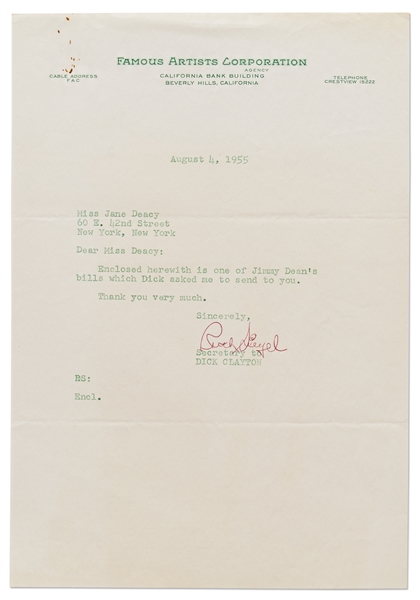 FAMOUS ARTISTS CORPORATION
AGENCY
CALIFORNIA BANK BUILDING
BEVERLY HILLS, CALIFORNIA
CABLE ADDRESS
FAC
TELEPHONE
CRESTVIEW 15222
August 4, 1955
Miss Jane Deacy
60 E. 42nd Street
New York, New York
Dear Miss Deacy:
Enclosed herewith is one of Jimmy Dean's
bills which Dick asked me to send to you.
Thank you very much.
Sincerely,
Secretary to
DICK CLAYTON
BS:
Encl.